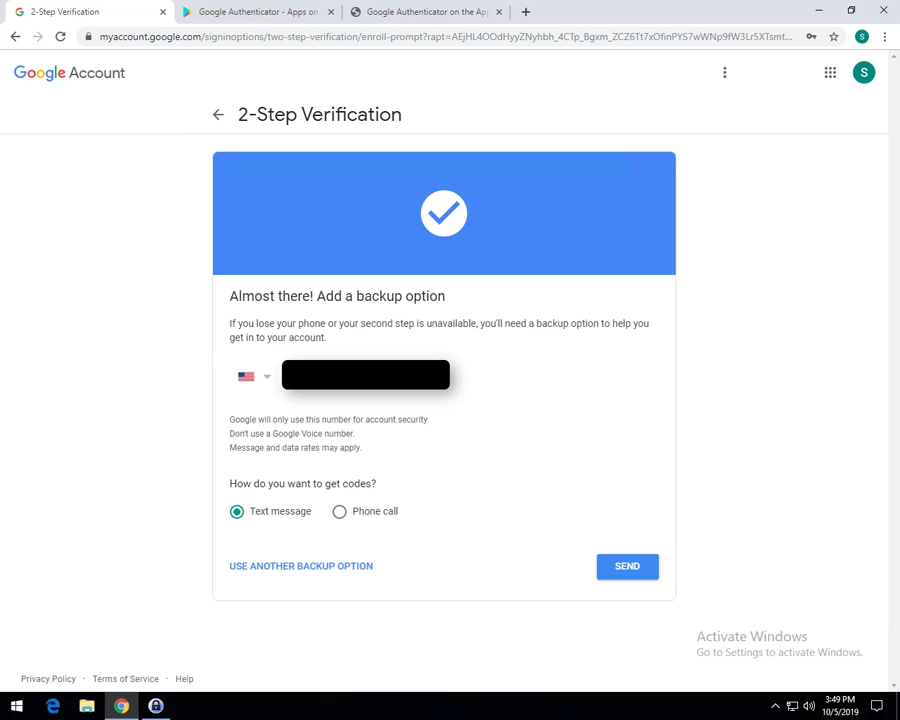 2-Step Verification
Google Authenticator - Apps on
Google Authenticator on the Ap
myaccount.google.com/signinoptions/two-step-verification/enroll-prompt?rapt=AEjHL4OOdHyyZNyhbh_4CTp_Bgxm_ZCZ6Tt7xOfinPYS7wWNp9fW3Lr5XTsmt...
S
Google Account
S
2-Step Verification
Almost there! Add a backup option
If you lose your phone or your second step is unavailable, you'll need a backup option to help you
get in to your account.
Google will only use this number for account security.
Don't use a Google Voice number.
Message and data rates may apply.
How do you want to get codes?
Text message
Phone call
USE ANOTHER BACKUP OPTION
SEND
Activate Windows
Go to Settings to activate Windows.
Privacy Policy · Terms of Service · Help
3:49 PM
10/5/2019